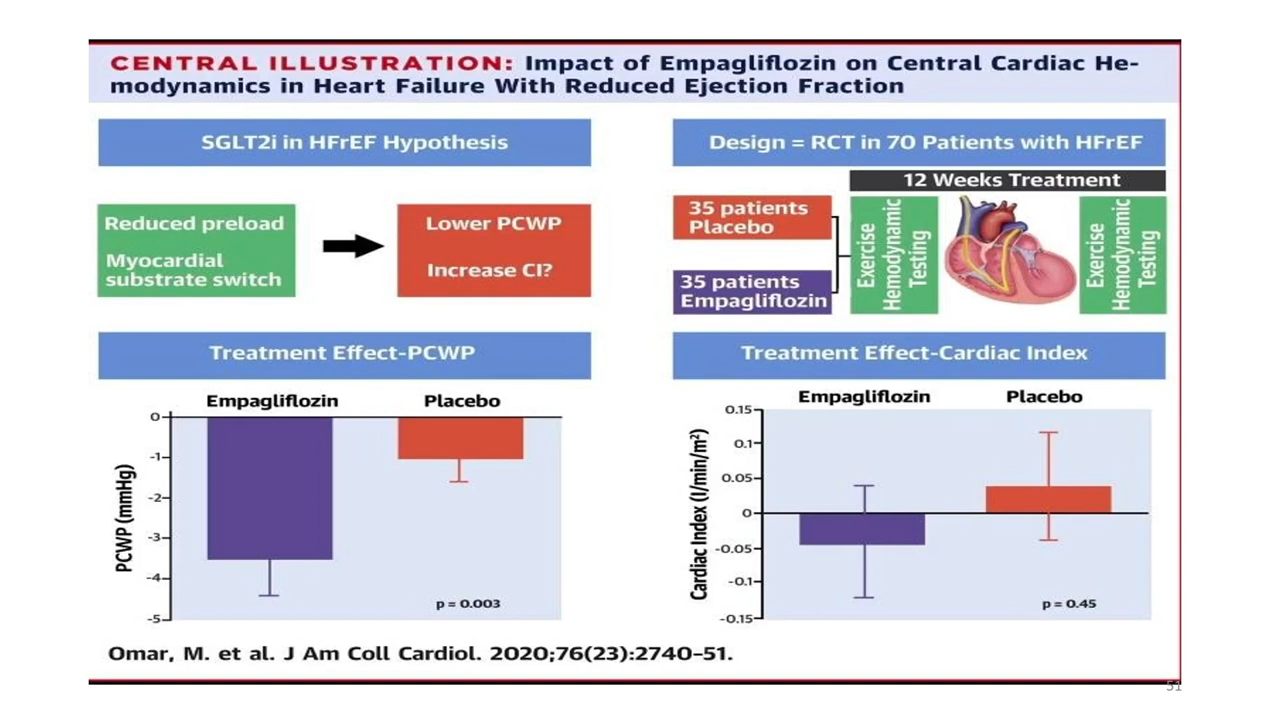 CENTRAL ILLUSTRATION: Impact of Empagliflozin on Central Cardiac He-
modynamics in Heart Failure With Reduced Ejection Fraction
SGLT2i in HFrEF Hypothesis
Reduced preload
Myocardial
substrate switch
Lower PCWP
Increase CI?
Design = RCT in 70 Patients with HFrEF
12 Weeks Treatment
35 patients
Placebo
35 patients
Empagliflozin
Exercise
Hemodynamic
Testing
Exercise
Hemodynamic
Testing
Treatment Effect-PCWP
Empagliflozin
Placebo
PCWP (mmHg)
0
-1
-2
-3
-4
-5
p = 0.003
Treatment Effect-Cardiac Index
Empagliflozin
Placebo
Cardiac Index (l/min/m²)
0.15
0.1
0.05
0
-0.05
-0.1
-0.15
p = 0.45
Omar, M. et al. J Am Coll Cardiol. 2020;76(23):2740–51.
51